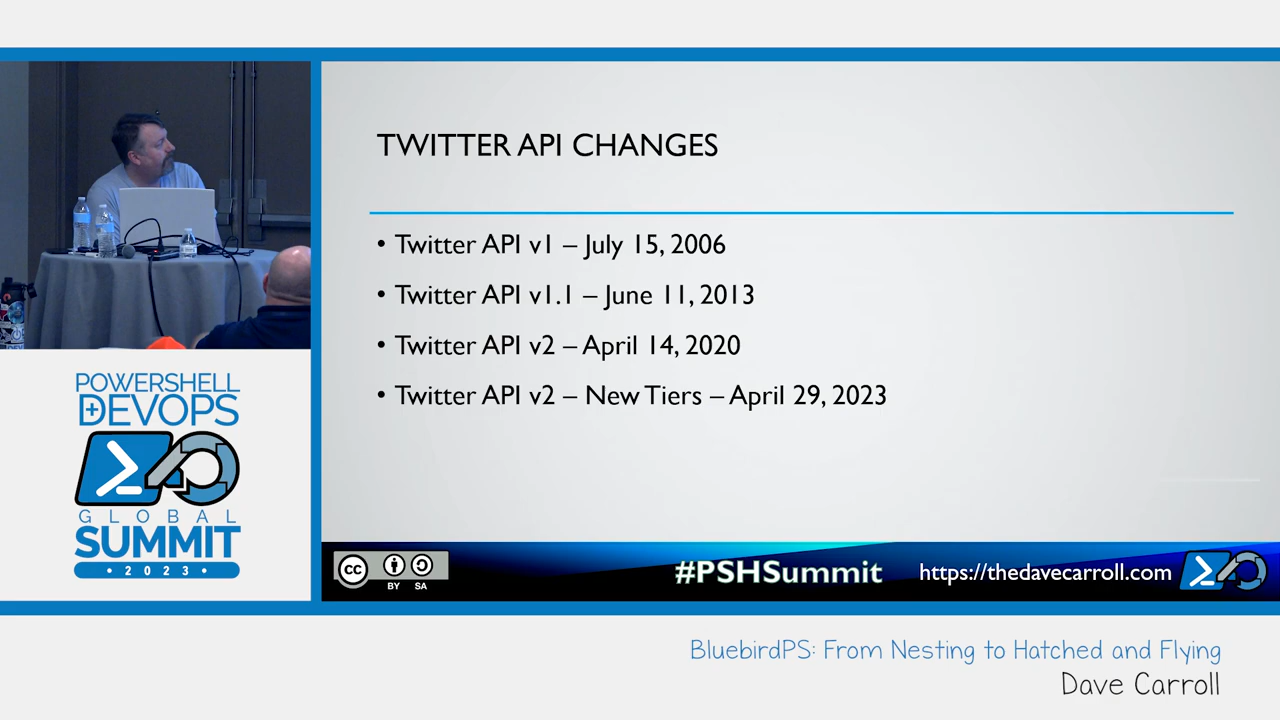 TWITTER API CHANGES
• Twitter API v1 – July 15, 2006
• Twitter API v1.1 – June 11, 2013
• Twitter API v2 – April 14, 2020
• Twitter API v2 – New Tiers – April 29, 2023
POWERSHELL
+DEVOPS
GLOBAL
SUMMIT
• 2023 •
cc
BY SA
#PSHSummit
https://thedavecarroll.com
BluebirdPS: From Nesting to Hatched and Flying
Dave Carroll